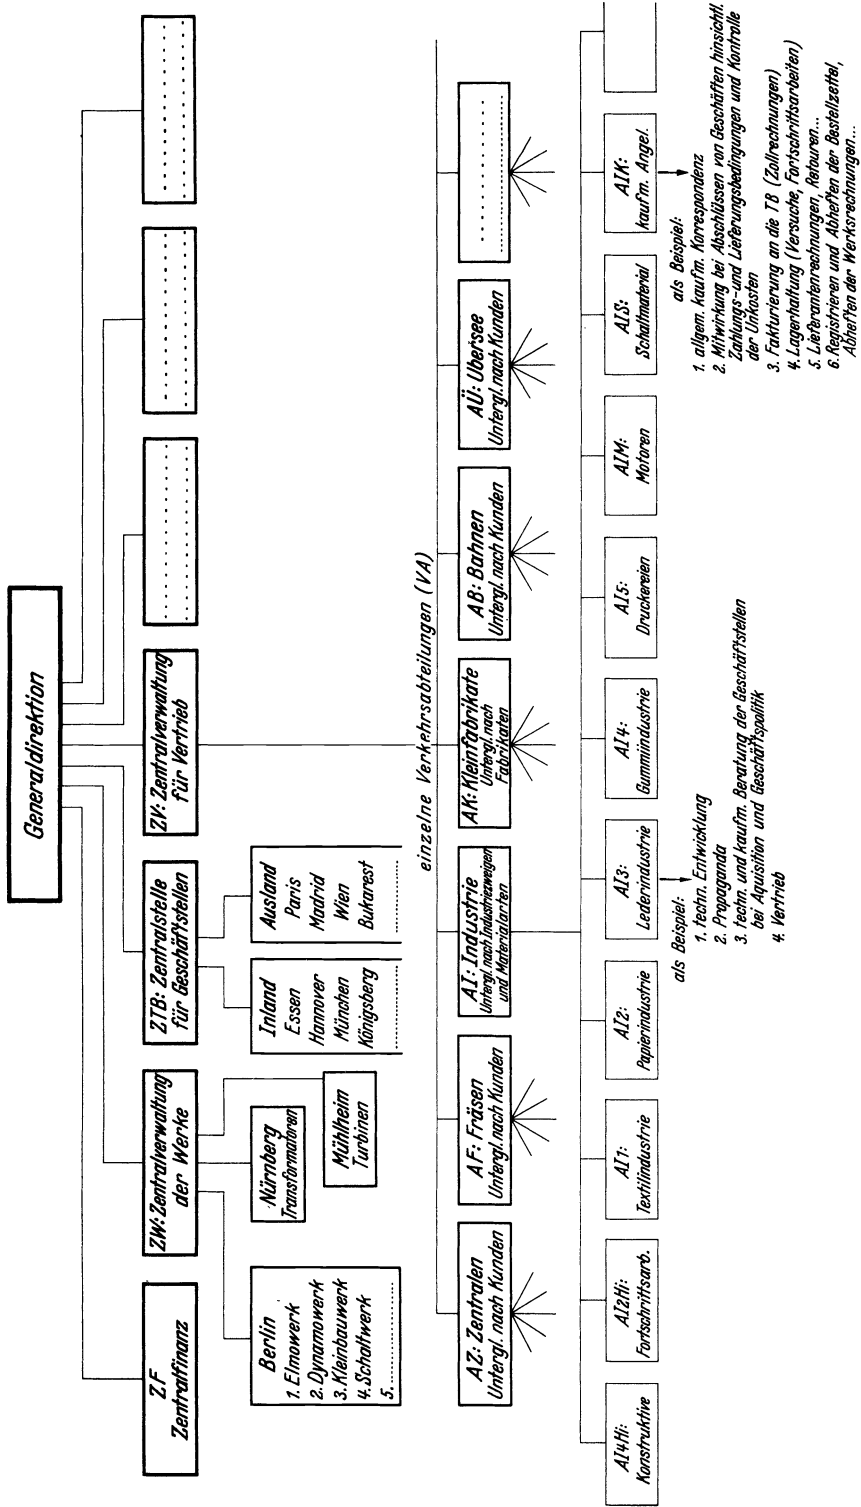 Generaldirektion
Z.F
Zentralfinanz
ZW: Zentralverwaltung
der Werke
ZTB: Zentralstelle
für Geschäftstellen
ZV: Zentralverwaltung
für Vertrieb
Berlin
1. Elmowerk
2. Dynamowerk
3. Kleinbauwerk
4. Schaltwerk
5. ............
Nürnberg
Transformatoren
Mühlheim
Turbinen
Inland
Essen
Hannover
München
Königsberg
............
Ausland
Paris
Madrid
Wien
Bukarest
............
einzelne Verkehrsabteilungen (VA)
AZ: Zentralen
Untergl. nach Kunden
AF: Fräsen
Untergl. nach Kunden
AI: Industrie
Untergl. nach Industriezweigen
und Materialarten
AK: Kleinfabrikate
Untergl. nach
Fabrikaten
AB: Bahnen
Untergl. nach Kunden
AÜ: Übersee
Untergl. nach Kunden
AI4Hi:
Konstruktive
AI2Hi:
Fortschrittsarb.
AI1:
Textilindustrie
AI2:
Papierindustrie
AI3:
Lederindustrie
AI4:
Gummiindustrie
AI5:
Druckereien
AIM:
Motoren
AIS:
Schaltmaterial
AIK:
kaufm. Angel.
als Beispiel:
1. techn. Entwicklung
2. Propaganda
3. techn. und kaufm. Beratung der Geschäftstellen
bei Aquisition und Geschäftspolitik
4. Vertrieb
als Beispiel:
1. allgem. kaufm. Korrespondenz
2. Mitwirkung bei Abschlüssen von Geschäften hinsichtl.
Zahlungs- und Lieferungsbedingungen und Kontrolle
der Unkosten
3. Fakturierung an die TB (Zollrechnungen)
4. Lagerhaltung (Versuche, Fortschrittsarbeiten)
5. Lieferantenrechnungen, Retouren...
6. Registrieren und Abheften der Bestellzettel,
Abheften der Werksrechnungen...